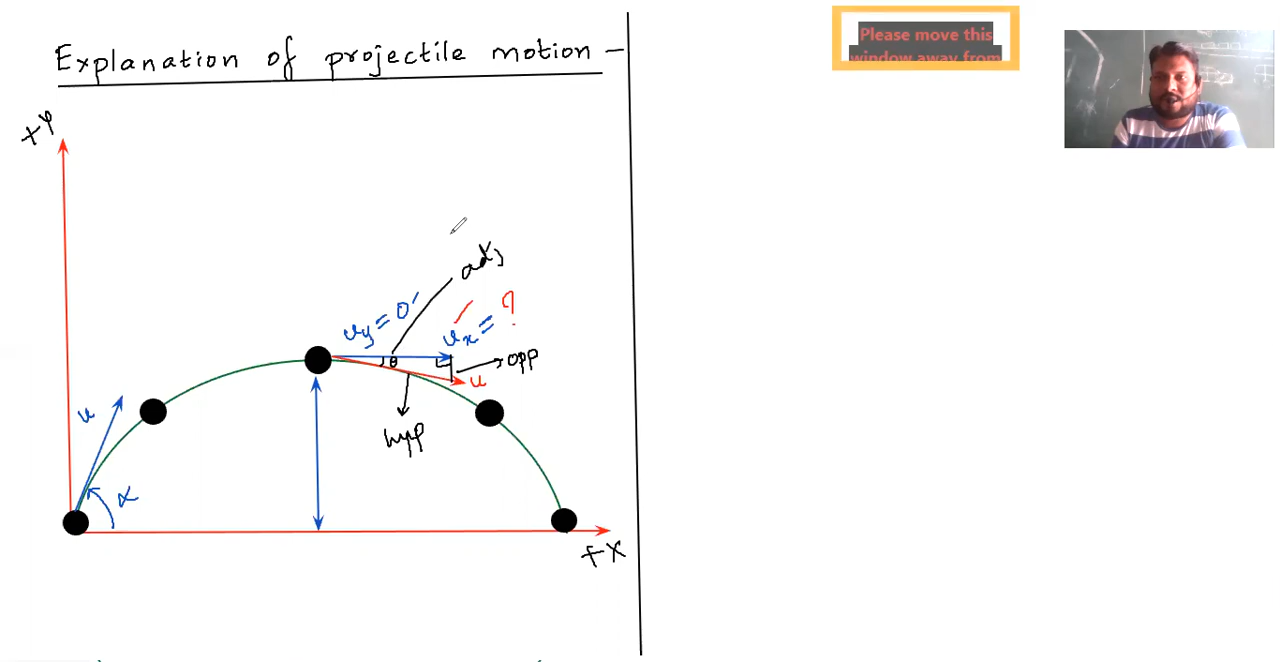 Explanation of projectile motion –
Please move this
window away from
+Y
adj
vy = 0
vx = ?
opp
u
θ
u
hyp
α
+X